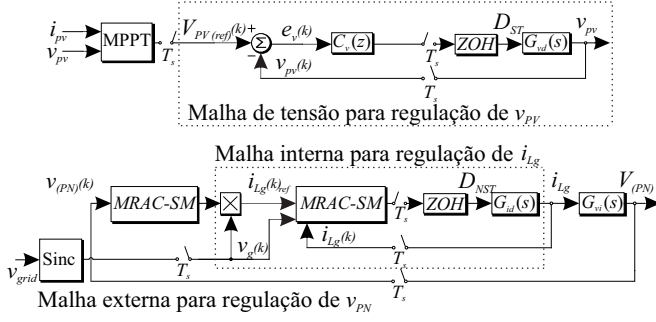 i_pv
v_pv
MPPT
T_s
V_PV(ref)(k)
+
Σ
−
e_v(k)
v_pv(k)
C_v(z)
T_s
ZOH
D_ST
G_vd(s)
v_pv
T_s
Malha de tensão para regulação de v_PV
Malha interna para regulação de i_Lg
v_(PN)(k)
MRAC-SM
×
i_Lg(k)_ref
MRAC-SM
T_s
ZOH
D_NST
G_id(s)
i_Lg
G_vi(s)
V_(PN)
i_Lg(k)
v_grid
Sinc
T_s
v_g(k)
T_s
T_s
Malha externa para regulação de v_PN